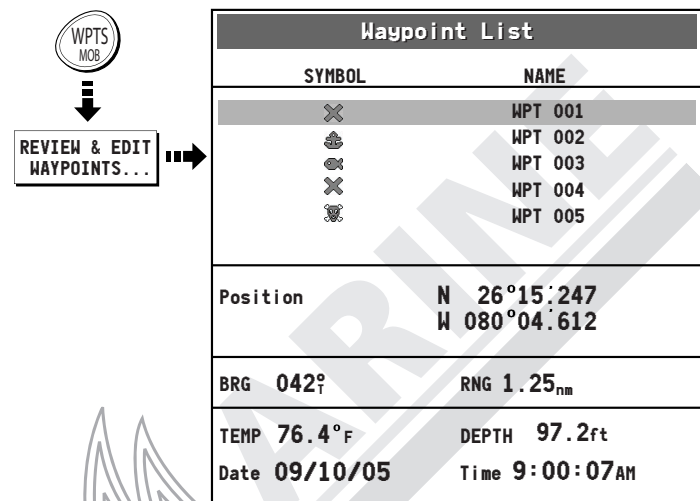 WPTS
MOB
REVIEW & EDIT
WAYPOINTS...
Waypoint List
SYMBOL NAME
WPT 001
WPT 002
WPT 003
WPT 004
WPT 005
Position N 26°15.'247
W 080°04.'612
BRG 042°T RNG 1.25nm
TEMP 76.4°F DEPTH 97.2ft
Date 09/10/05 Time 9:00:07AM
ARINE